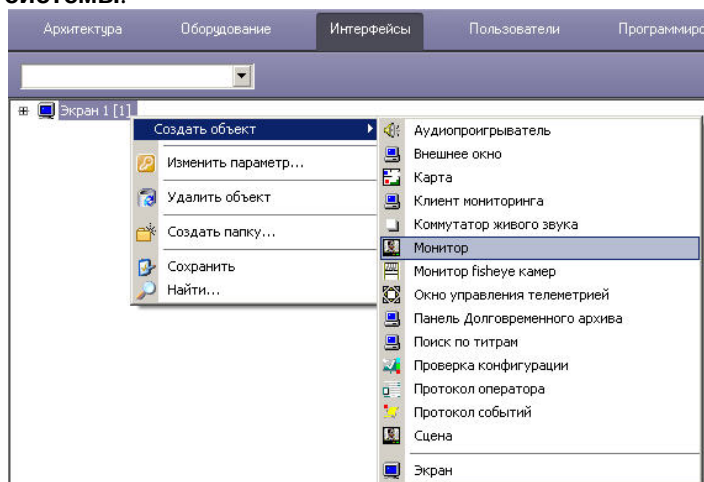 системы.
Архитектура Оборудование Интерфейсы Пользователи Программиро
Экран 1 [1]
Создать объект
Изменить параметр...
Удалить объект
Создать папку...
Сохранить
Найти...
Аудиопроигрыватель
Внешнее окно
Карта
Клиент мониторинга
Коммутатор живого звука
Монитор
Монитор fisheye камер
Окно управления телеметрией
Панель Долговременного архива
Поиск по титрам
Проверка конфигурации
Протокол оператора
Протокол событий
Сцена
Экран